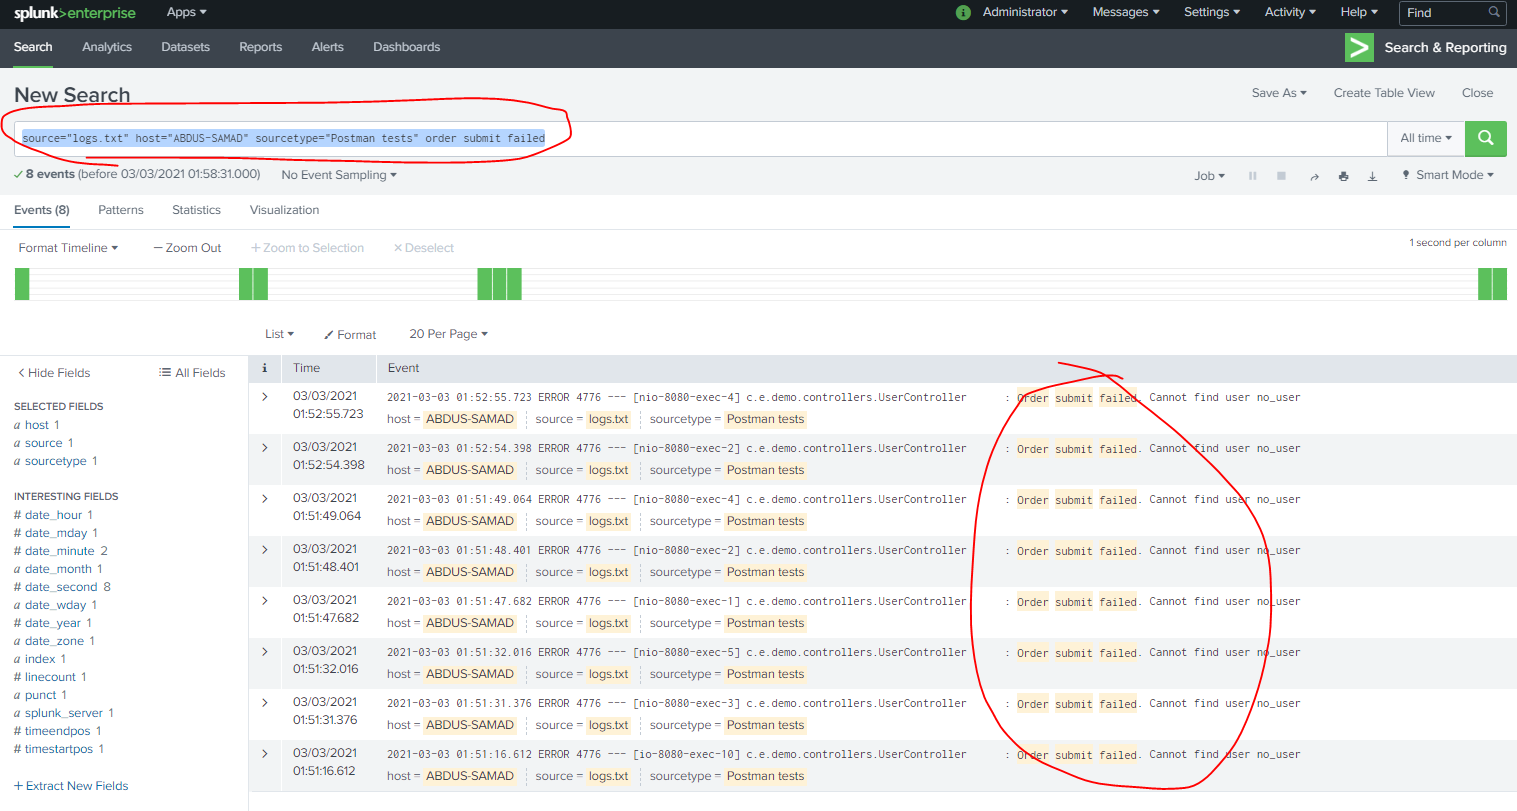 splunk>enterprise Apps Administrator Messages Settings Activity Help Find
Search Analytics Datasets Reports Alerts Dashboards Search & Reporting
New Search Save As Create Table View Close
source="logs.txt" host="ABDUS-SAMAD" sourcetype="Postman tests" order submit failed All time
8 events (before 03/03/2021 01:58:31.000) No Event Sampling Job Smart Mode
Events (8) Patterns Statistics Visualization
Format Timeline — Zoom Out + Zoom to Selection × Deselect 1 second per column
List Format 20 Per Page
< Hide Fields All Fields
i Time Event
SELECTED FIELDS
a host 1
a source 1
a sourcetype 1
INTERESTING FIELDS
# date_hour 1
# date_mday 1
# date_minute 2
a date_month 1
# date_second 8
a date_wday 1
# date_year 1
# date_zone 1
a index 1
# linecount 1
a punct 1
a splunk_server 1
# timeendpos 1
# timestartpos 1
+ Extract New Fields
> 03/03/2021 2021-03-03 01:52:55.723 ERROR 4776 --- [nio-8080-exec-4] c.e.demo.controllers.UserController : Order submit failed. Cannot find user no_user
01:52:55.723 host = ABDUS-SAMAD source = logs.txt sourcetype = Postman tests
> 03/03/2021 2021-03-03 01:52:54.398 ERROR 4776 --- [nio-8080-exec-2] c.e.demo.controllers.UserController : Order submit failed. Cannot find user no_user
01:52:54.398 host = ABDUS-SAMAD source = logs.txt sourcetype = Postman tests
> 03/03/2021 2021-03-03 01:51:49.064 ERROR 4776 --- [nio-8080-exec-4] c.e.demo.controllers.UserController : Order submit failed. Cannot find user no_user
01:51:49.064 host = ABDUS-SAMAD source = logs.txt sourcetype = Postman tests
> 03/03/2021 2021-03-03 01:51:48.401 ERROR 4776 --- [nio-8080-exec-2] c.e.demo.controllers.UserController : Order submit failed. Cannot find user no_user
01:51:48.401 host = ABDUS-SAMAD source = logs.txt sourcetype = Postman tests
> 03/03/2021 2021-03-03 01:51:47.682 ERROR 4776 --- [nio-8080-exec-1] c.e.demo.controllers.UserController : Order submit failed. Cannot find user no_user
01:51:47.682 host = ABDUS-SAMAD source = logs.txt sourcetype = Postman tests
> 03/03/2021 2021-03-03 01:51:32.016 ERROR 4776 --- [nio-8080-exec-5] c.e.demo.controllers.UserController : Order submit failed. Cannot find user no_user
01:51:32.016 host = ABDUS-SAMAD source = logs.txt sourcetype = Postman tests
> 03/03/2021 2021-03-03 01:51:31.376 ERROR 4776 --- [nio-8080-exec-3] c.e.demo.controllers.UserController : Order submit failed. Cannot find user no_user
01:51:31.376 host = ABDUS-SAMAD source = logs.txt sourcetype = Postman tests
> 03/03/2021 2021-03-03 01:51:16.612 ERROR 4776 --- [io-8080-exec-10] c.e.demo.controllers.UserController : Order submit failed. Cannot find user no_user
01:51:16.612 host = ABDUS-SAMAD source = logs.txt sourcetype = Postman tests